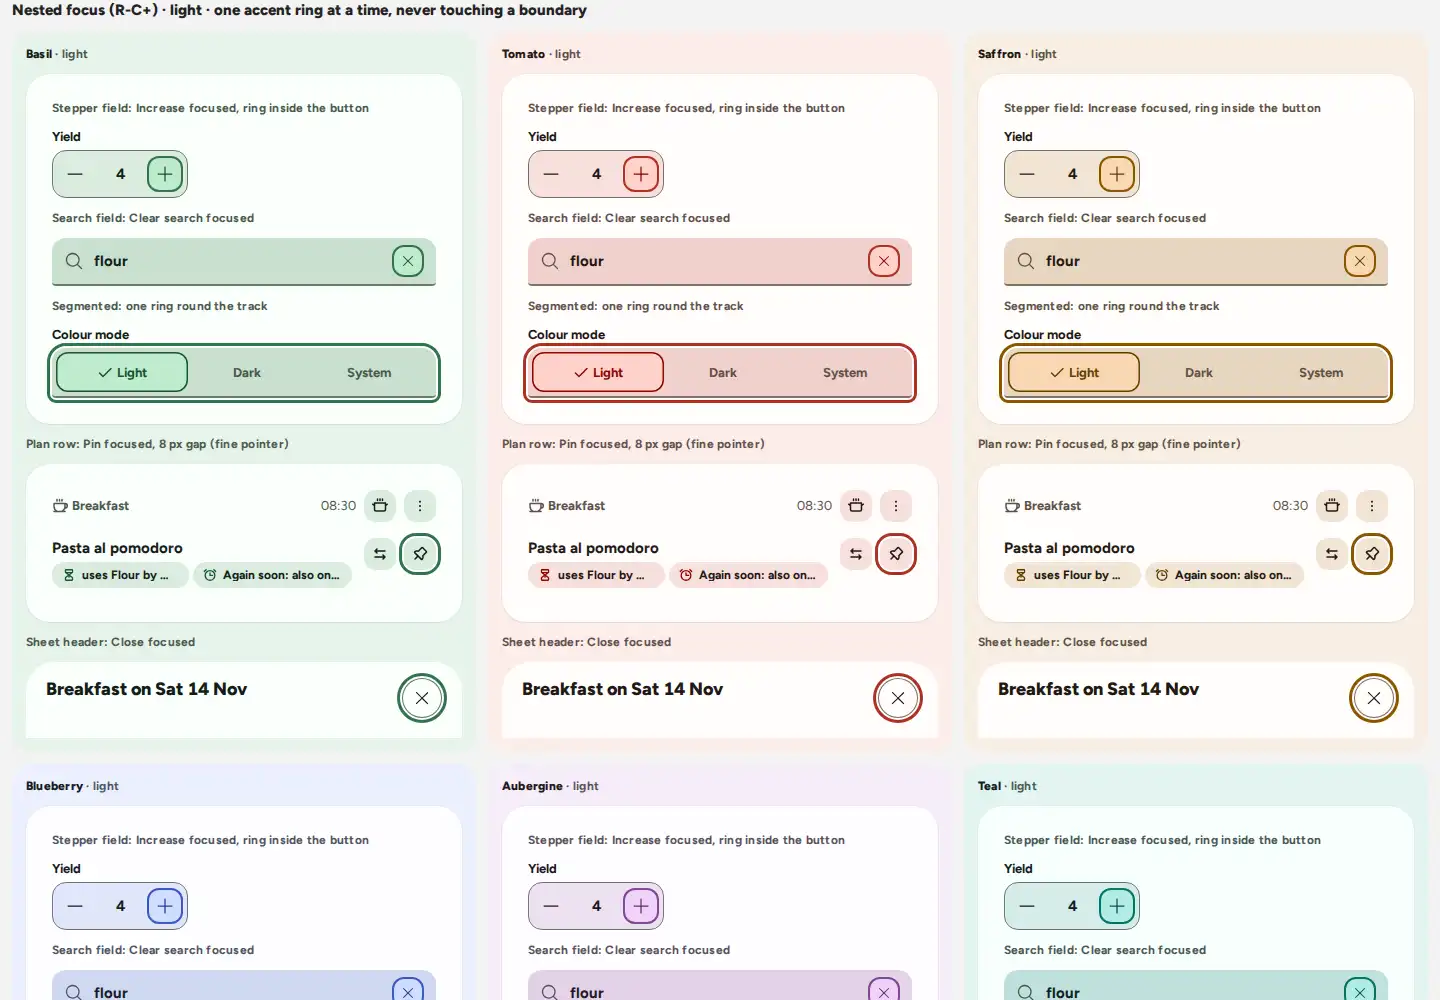 Nested focus (R-C+) · light · one accent ring at a time, never touching a boundary
Basil · light
Stepper field: Increase focused, ring inside the button
Yield
4
Search field: Clear search focused
flour
Segmented: one ring round the track
Colour mode
Light Dark System
Plan row: Pin focused, 8 px gap (fine pointer)
Breakfast 08:30
Pasta al pomodoro
uses Flour by ... Again soon: also on...
Sheet header: Close focused
Breakfast on Sat 14 Nov
Tomato · light
Stepper field: Increase focused, ring inside the button
Yield
4
Search field: Clear search focused
flour
Segmented: one ring round the track
Colour mode
Light Dark System
Plan row: Pin focused, 8 px gap (fine pointer)
Breakfast 08:30
Pasta al pomodoro
uses Flour by ... Again soon: also on...
Sheet header: Close focused
Breakfast on Sat 14 Nov
Saffron · light
Stepper field: Increase focused, ring inside the button
Yield
4
Search field: Clear search focused
flour
Segmented: one ring round the track
Colour mode
Light Dark System
Plan row: Pin focused, 8 px gap (fine pointer)
Breakfast 08:30
Pasta al pomodoro
uses Flour by ... Again soon: also on...
Sheet header: Close focused
Breakfast on Sat 14 Nov
Blueberry · light
Stepper field: Increase focused, ring inside the button
Yield
4
Search field: Clear search focused
flour
Aubergine · light
Stepper field: Increase focused, ring inside the button
Yield
4
Search field: Clear search focused
flour
Teal · light
Stepper field: Increase focused, ring inside the button
Yield
4
Search field: Clear search focused
flour